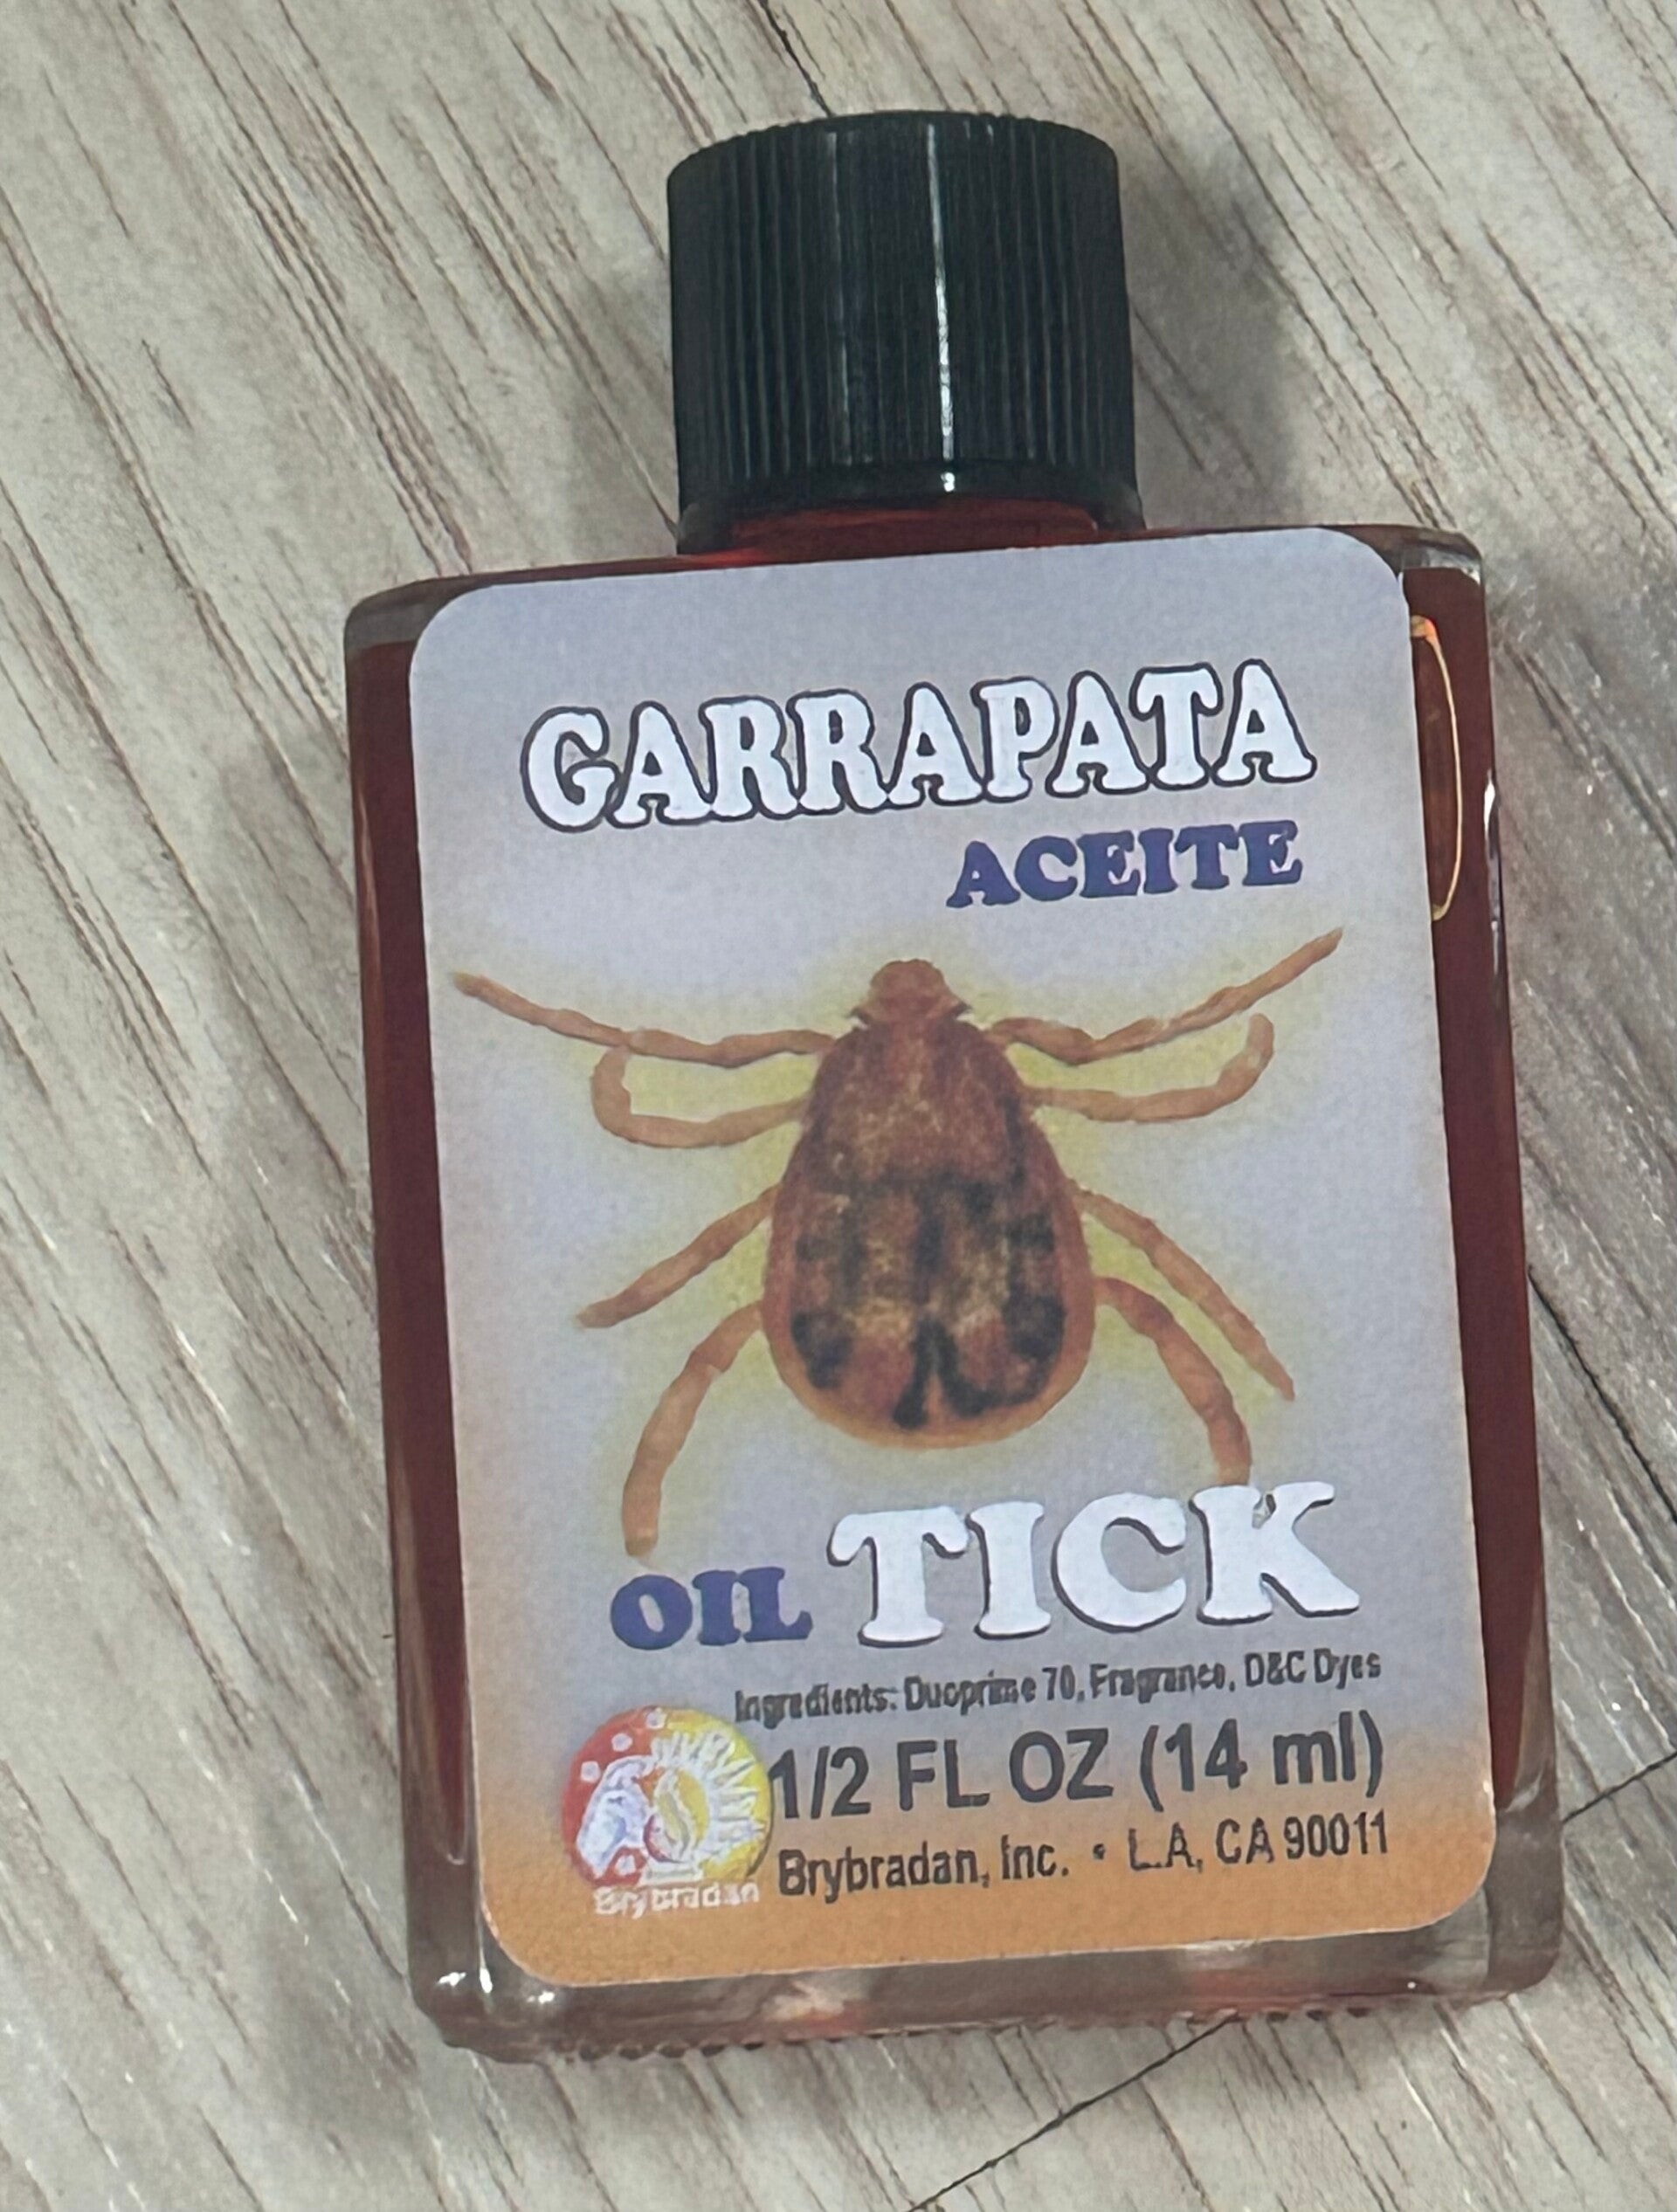 GARRAPATA
ACEITE
OIL TICK
Ingredients: Duoprime 70, Fragrance, D&C Dyes
1/2 FL OZ (14 ml)
Brybradan, Inc. • L.A, CA 90011
Brybradan